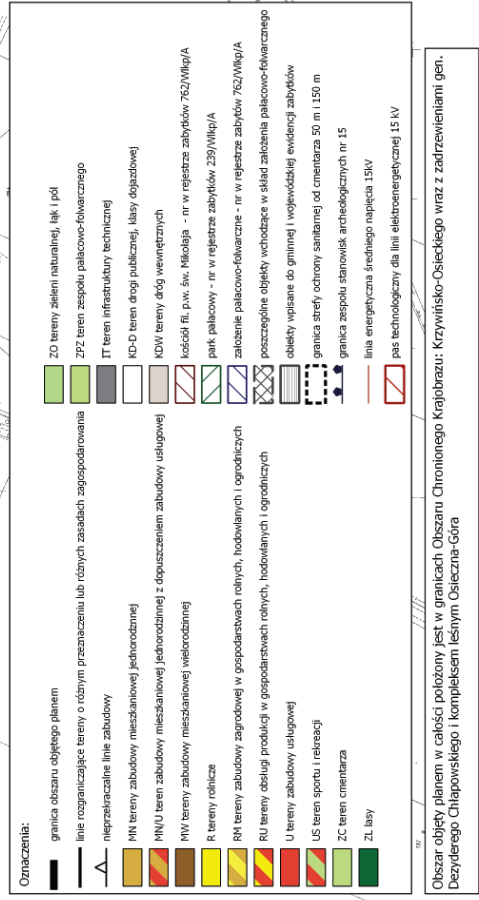 Oznaczenia:
granica obszaru objętego planem
linie rozgraniczające tereny o różnym przeznaczeniu lub różnych zasadach zagospodarowania
nieprzekraczalne linie zabudowy
MN tereny zabudowy mieszkaniowej jednorodzinnej
MN/U teren zabudowy mieszkaniowej jednorodzinnej z dopuszczeniem zabudowy usługowej
MW tereny zabudowy mieszkaniowej wielorodzinnej
R tereny rolnicze
RM tereny zabudowy zagrodowej w gospodarstwach rolnych, hodowlanych i ogrodniczych
RU tereny obsługi produkcji w gospodarstwach rolnych, hodowlanych i ogrodniczych
U tereny zabudowy usługowej
US teren sportu i rekreacji
ZC teren cmentarza
ZL lasy
ZO tereny zieleni naturalnej, łąk i pól
ZPZ teren zespołu pałacowo-folwarcznego
IT teren infrastruktury technicznej
KD-D teren drogi publicznej, klasy dojazdowej
KDW tereny dróg wewnętrznych
kościół fil. p.w. św. Mikołaja - nr w rejestrze zabytków 762/Wlkp/A
park pałacowy - nr w rejestrze zabytków 239/Wlkp/A
założenie pałacowo-folwarczne - nr w rejestrze zabytów 762/Wlkp/A
poszczególne objekty wchodzące w skład założenia pałacowo-folwarcznego
obiekty wpisane do gminnej i wojewódzkiej ewidencji zabytków
granica strefy ochrony sanitarnej od cmentarza 50 m i 150 m
granica zespołu stanowisk archeologicznych nr 15
linia energetyczna średniego napięcia 15kV
pas technologiczny dla linii elektroenergetycznej 15 kV
Obszar objęty planem w całości położony jest w granicach Obszaru Chronionego Krajobrazu: Krzywińsko-Osieckiego wraz z zadrzewieniami gen.
Dezyderego Chłapowskiego i kompleksem leśnym Osieczna-Góra